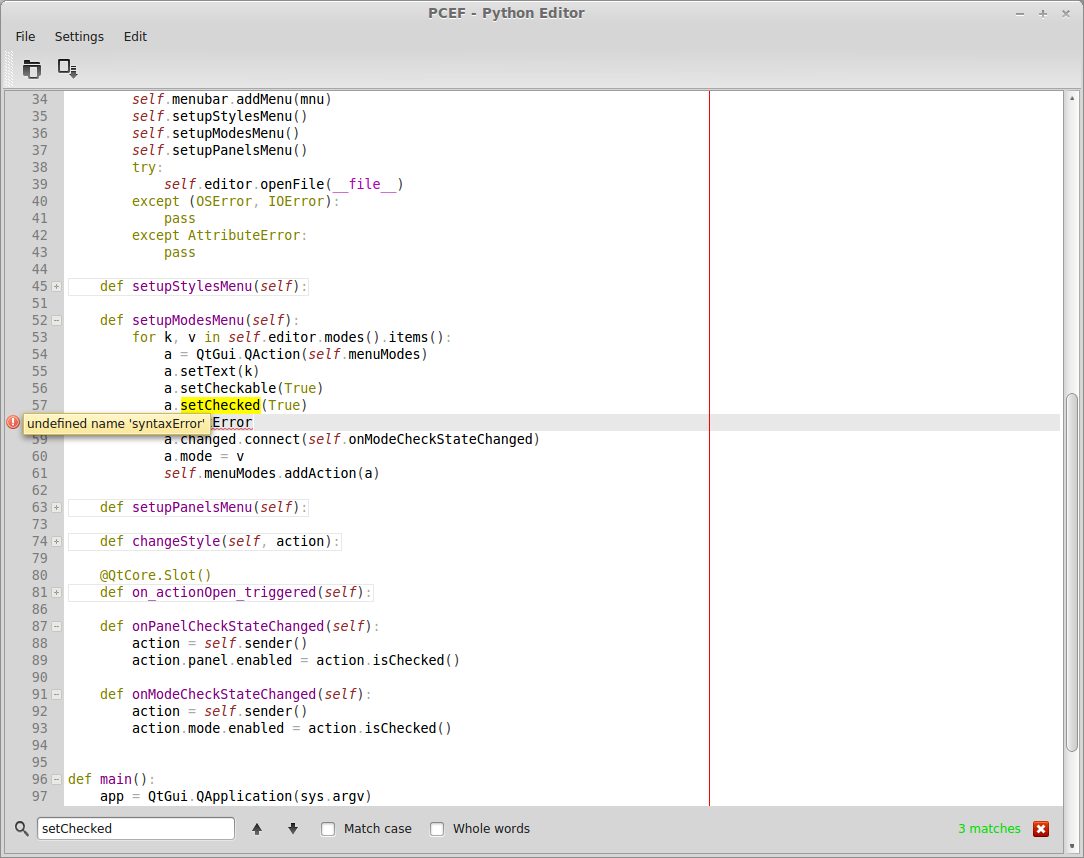 PCEF - Python Editor
File Settings Edit
34 self.menubar.addMenu(mnu)
35 self.setupStylesMenu()
36 self.setupModesMenu()
37 self.setupPanelsMenu()
38 try:
39 self.editor.openFile(__file__)
40 except (OSError, IOError):
41 pass
42 except AttributeError:
43 pass
44
45 def setupStylesMenu(self):
51
52 def setupModesMenu(self):
53 for k, v in self.editor.modes().items():
54 a = QtGui.QAction(self.menuModes)
55 a.setText(k)
56 a.setCheckable(True)
57 a.setChecked(True)
undefined name 'syntaxError' Error
59 a.changed.connect(self.onModeCheckStateChanged)
60 a.mode = v
61 self.menuModes.addAction(a)
62
63 def setupPanelsMenu(self):
73
74 def changeStyle(self, action):
79
80 @QtCore.Slot()
81 def on_actionOpen_triggered(self):
86
87 def onPanelCheckStateChanged(self):
88 action = self.sender()
89 action.panel.enabled = action.isChecked()
90
91 def onModeCheckStateChanged(self):
92 action = self.sender()
93 action.mode.enabled = action.isChecked()
94
95
96 def main():
97 app = QtGui.QApplication(sys.argv)
setChecked Match case Whole words 3 matches